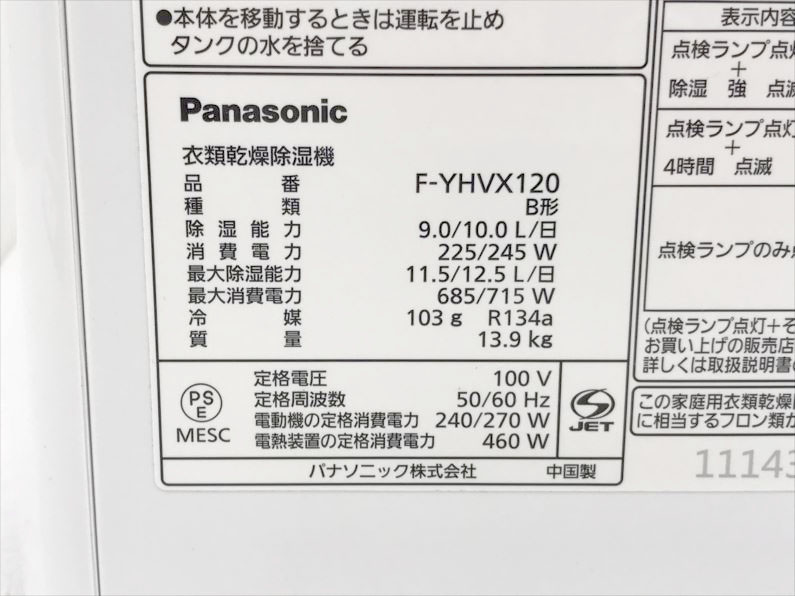 ●本体を移動するときは運転を止め
タンクの水を捨てる
Panasonic
衣類乾燥除湿機
品 番 F-YHVX120
種 類 B形
除湿能力 9.0/10.0 L/日
消費電力 225/245 W
最大除湿能力 11.5/12.5 L/日
最大消費電力 685/715 W
冷 媒 103 g R134a
質 量 13.9 kg
PS
E
MESC
定格電圧 100 V
定格周波数 50/60 Hz
電動機の定格消費電力 240/270 W
電熱装置の定格消費電力 460 W
JET
パナソニック株式会社 中国製
表示内容
点検ランプ点灯
+
除湿 強 点滅
点検ランプ点灯
+
4時間 点滅
点検ランプのみ点
(点検ランプ点灯+そ
お買い上げの販売店
詳しくは取扱説明書の
この家庭用衣類乾燥
に相当するフロン類が
11143